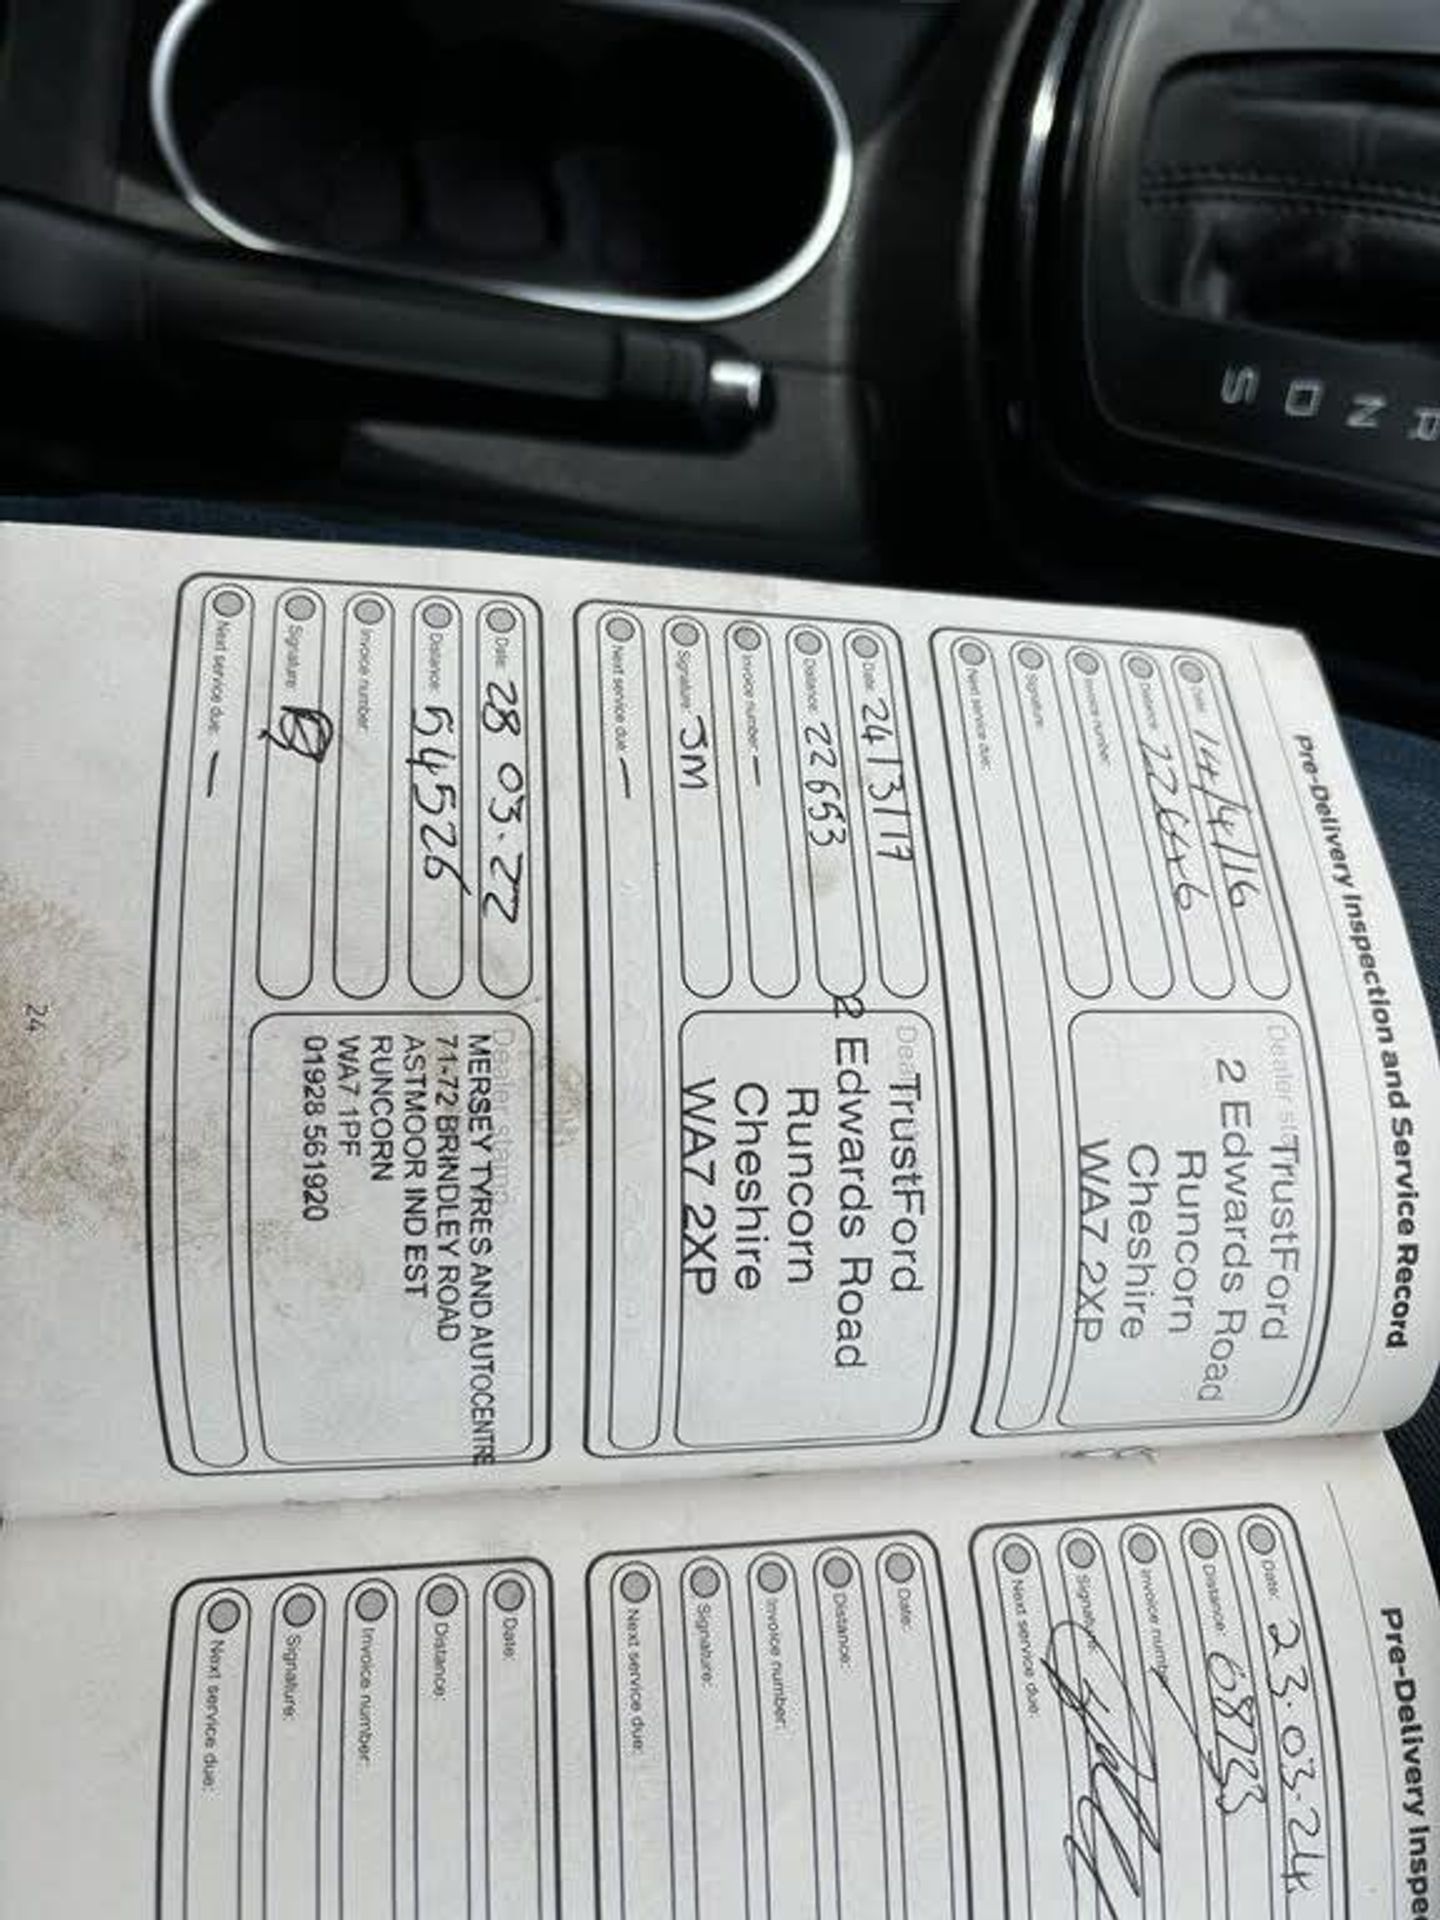 R N D S
Pre-Delivery Inspection and Service Record
Date: 14/4/16
Distance: 22646
Invoice number:
Signature:
Next service due:
Dealer st
TrustFord
2 Edwards Road
Runcorn
Cheshire
WA7 2XP
Date: 24/3/17
Distance: 22653
Invoice number: —
Signature: JM
Next service due: —
Dea
TrustFord
2 Edwards Road
Runcorn
Cheshire
WA7 2XP
Date: 28 03.22
Distance: 54526
Invoice number:
Signature:
Next service due: —
Dealer stamp
MERSEY TYRES AND AUTOCENTRE
71-72 BRINDLEY ROAD
ASTMOOR IND EST
RUNCORN
WA7 1PF
01928 561920
24
Pre-Delivery Inspe
Date: 23.03.24
Distance: 68233
Invoice number
Signature:
Next service due:
Date:
Distance:
Invoice number:
Signature:
Next service due:
Date:
Distance:
Invoice number:
Signature:
Next service due: